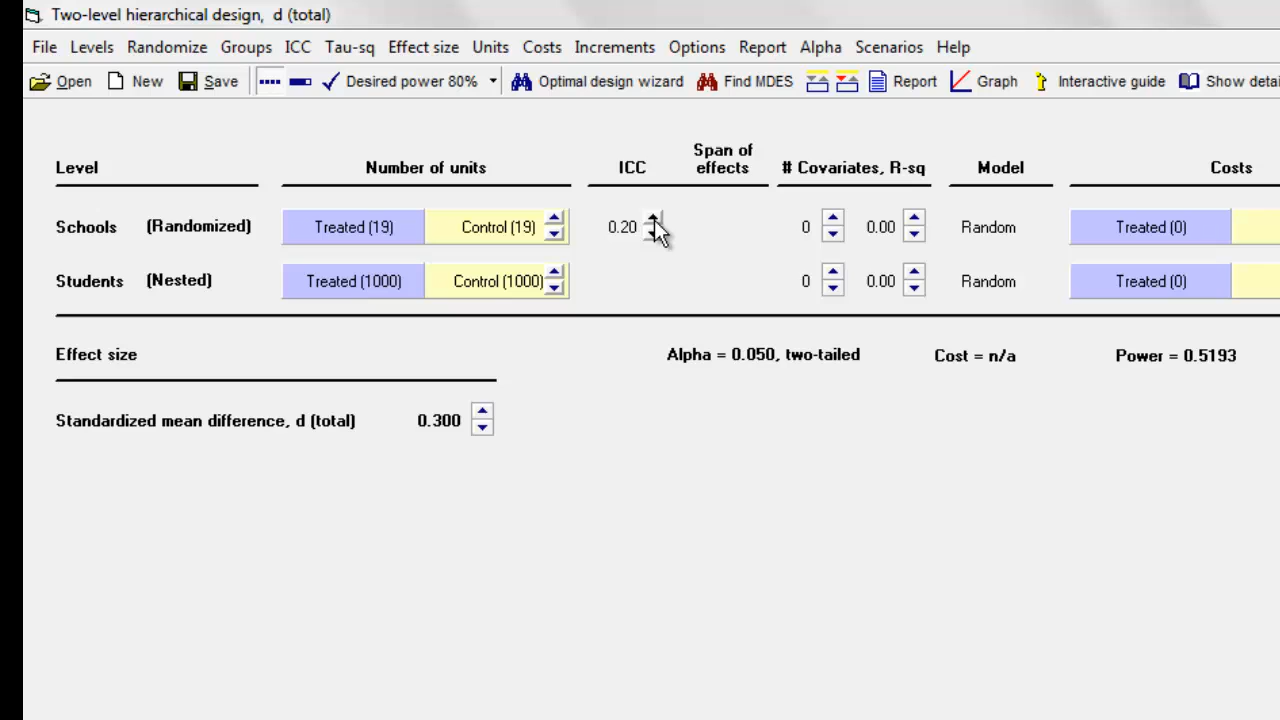 Two-level hierarchical design, d (total)
File Levels Randomize Groups ICC Tau-sq Effect size Units Costs Increments Options Report Alpha Scenarios Help
Open New Save Desired power 80% Optimal design wizard Find MDES Report Graph Interactive guide Show detai
Level Number of units ICC Span of effects # Covariates, R-sq Model Costs
Schools (Randomized) Treated (19) Control (19) 0.20 0 0.00 Random Treated (0)
Students (Nested) Treated (1000) Control (1000) 0 0.00 Random Treated (0)
Effect size Alpha = 0.050, two-tailed Cost = n/a Power = 0.5193
Standardized mean difference, d (total) 0.300